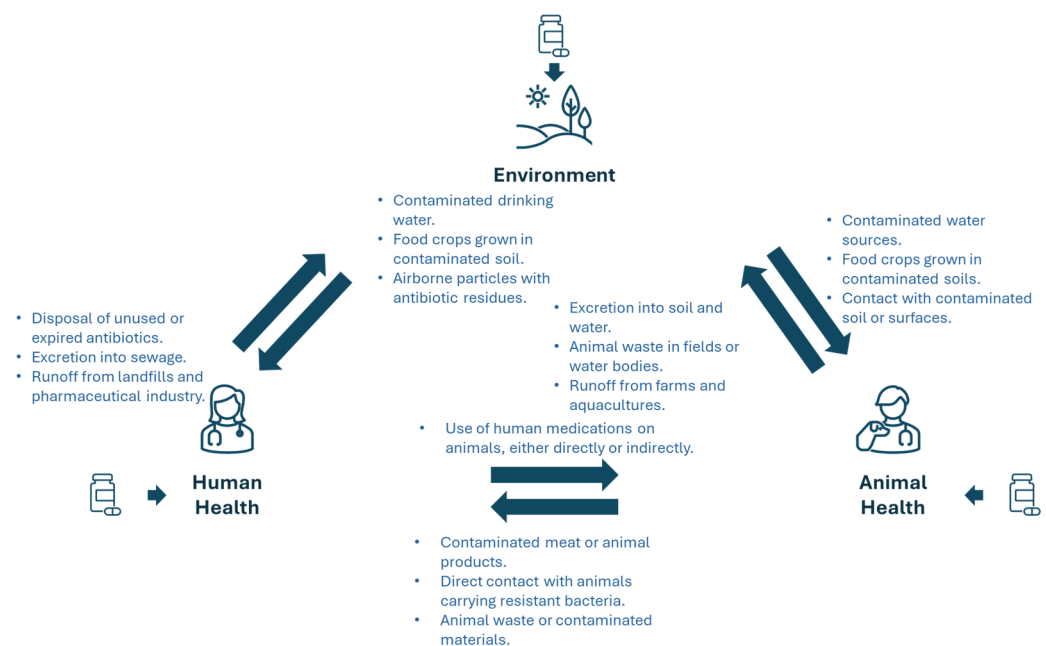 Environment
• Contaminated drinking
water.
• Food crops grown in
contaminated soil.
• Airborne particles with
antibiotic residues.
• Contaminated water
sources.
• Food crops grown in
contaminated soils.
• Contact with contaminated
soil or surfaces.
• Disposal of unused or
expired antibiotics.
• Excretion into sewage.
• Runoff from landfills and
pharmaceutical industry.
• Excretion into soil and
water.
• Animal waste in fields or
water bodies.
• Runoff from farms and
aquacultures.
• Use of human medications on
animals, either directly or indirectly.
Human
Health
Animal
Health
• Contaminated meat or animal
products.
• Direct contact with animals
carrying resistant bacteria.
• Animal waste or contaminated
materials.